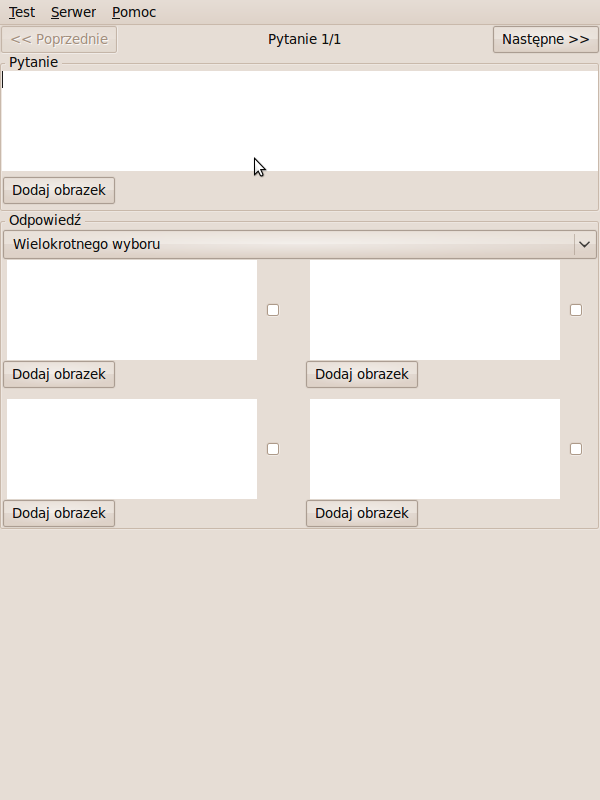 Test Serwer Pomoc
<< Poprzednie Pytanie 1/1 Następne >>
Pytanie
Dodaj obrazek
Odpowiedź
Wielokrotnego wyboru
Dodaj obrazek Dodaj obrazek
Dodaj obrazek Dodaj obrazek